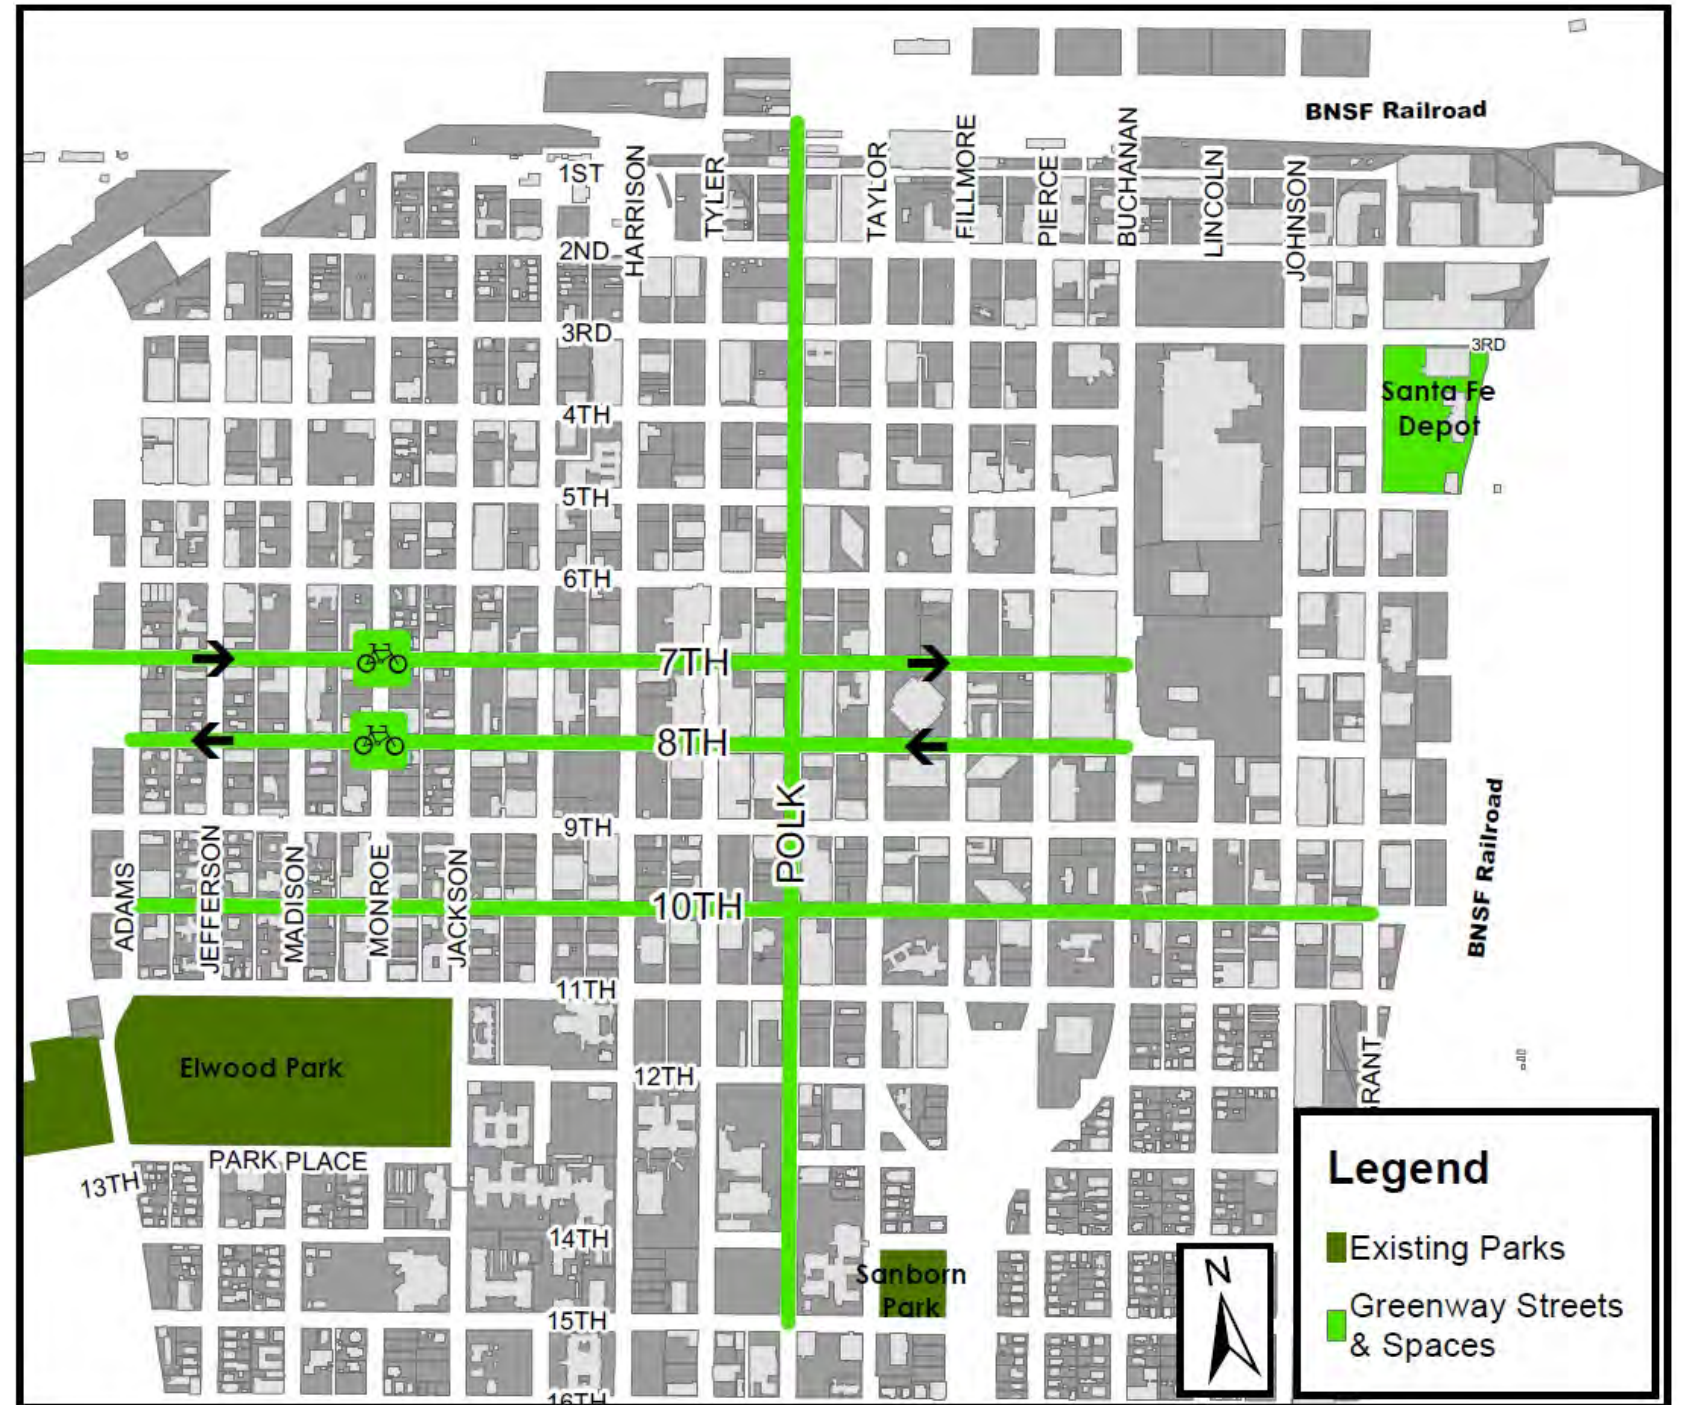 BNSF Railroad
1ST
HARRISON
TYLER
TAYLOR
FILLMORE
PIERCE
BUCHANAN
LINCOLN
JOHNSON
2ND
3RD
3RD
Santa Fe
Depot
4TH
5TH
6TH
7TH
8TH
POLK
9TH
BNSF Railroad
ADAMS
JEFFERSON
MADISON
MONROE
JACKSON
10TH
11TH
Elwood Park
12TH
RANT
PARK PLACE
13TH
14TH
Sanborn
Park
15TH
16TH
N
Legend
Existing Parks
Greenway Streets
& Spaces